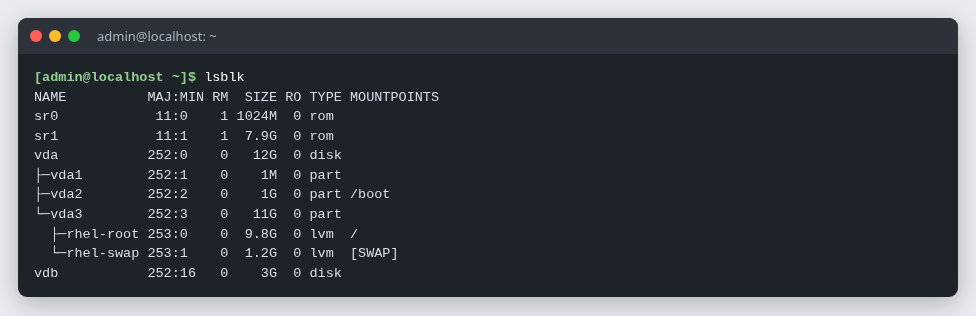 admin@localhost: ~
[admin@localhost ~]$ lsblk
NAME          MAJ:MIN RM  SIZE RO TYPE MOUNTPOINTS
sr0            11:0    1 1024M  0 rom
sr1            11:1    1  7.9G  0 rom
vda           252:0    0   12G  0 disk
├─vda1        252:1    0    1M  0 part
├─vda2        252:2    0    1G  0 part /boot
└─vda3        252:3    0   11G  0 part
  ├─rhel-root 253:0    0  9.8G  0 lvm  /
  └─rhel-swap 253:1    0  1.2G  0 lvm  [SWAP]
vdb           252:16   0    3G  0 disk